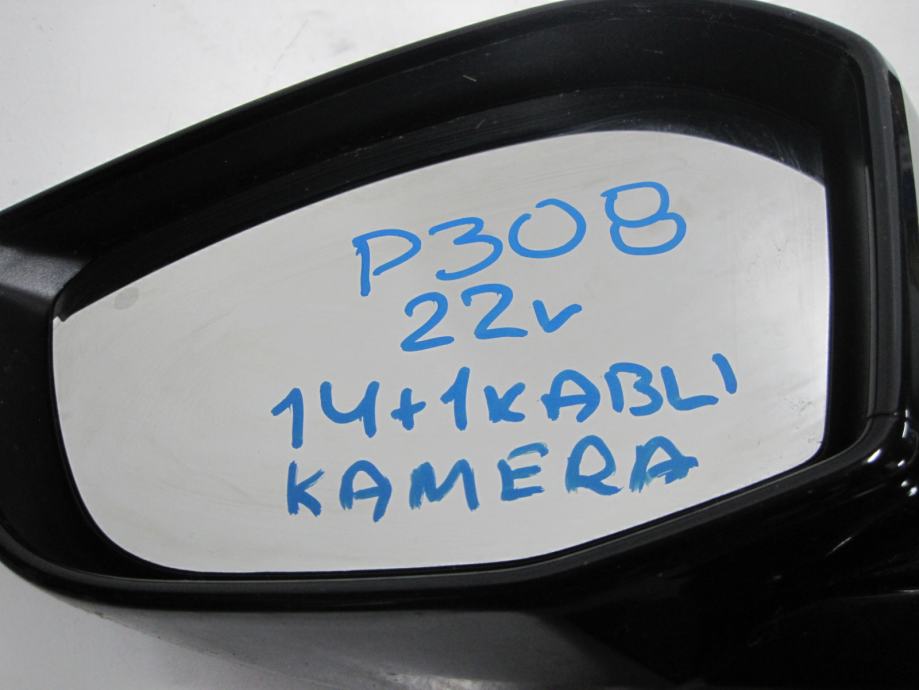 P308
22v
14+1KABLI
KAMERA